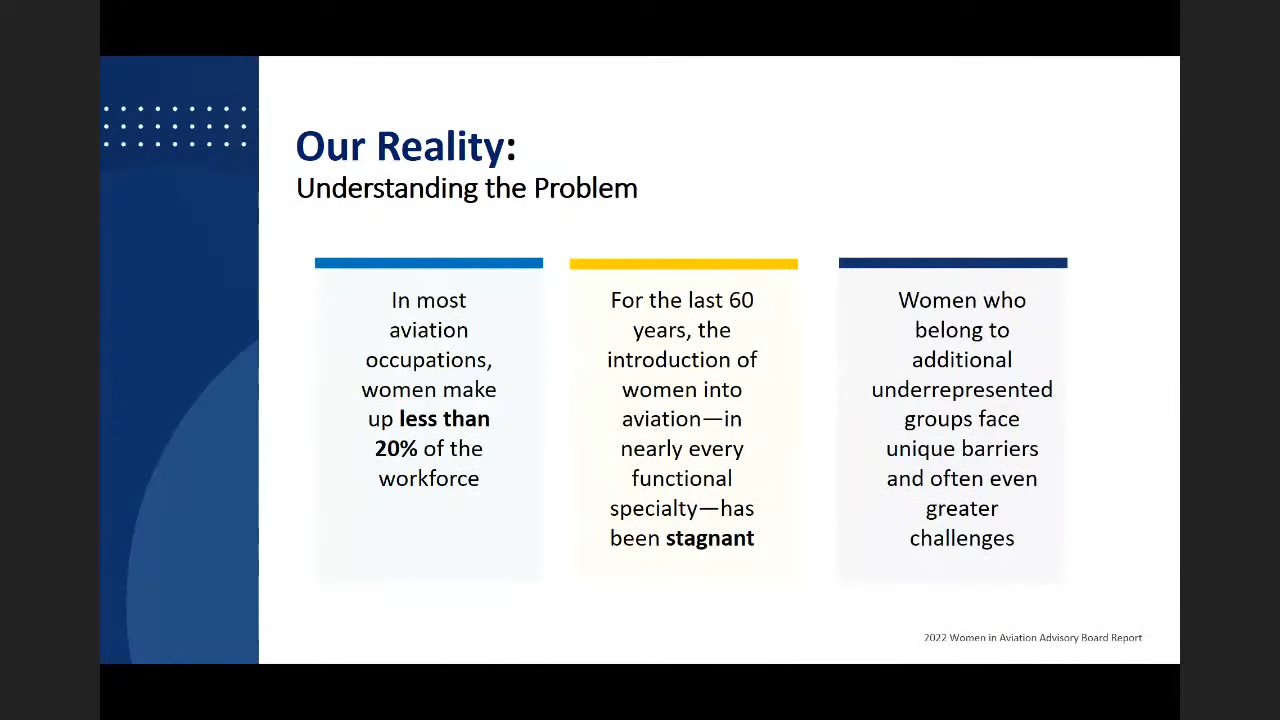 Our Reality:
Understanding the Problem
In most
aviation
occupations,
women make
up less than
20% of the
workforce
For the last 60
years, the
introduction of
women into
aviation—in
nearly every
functional
specialty—has
been stagnant
Women who
belong to
additional
underrepresented
groups face
unique barriers
and often even
greater
challenges
2022 Women in Aviation Advisory Board Report